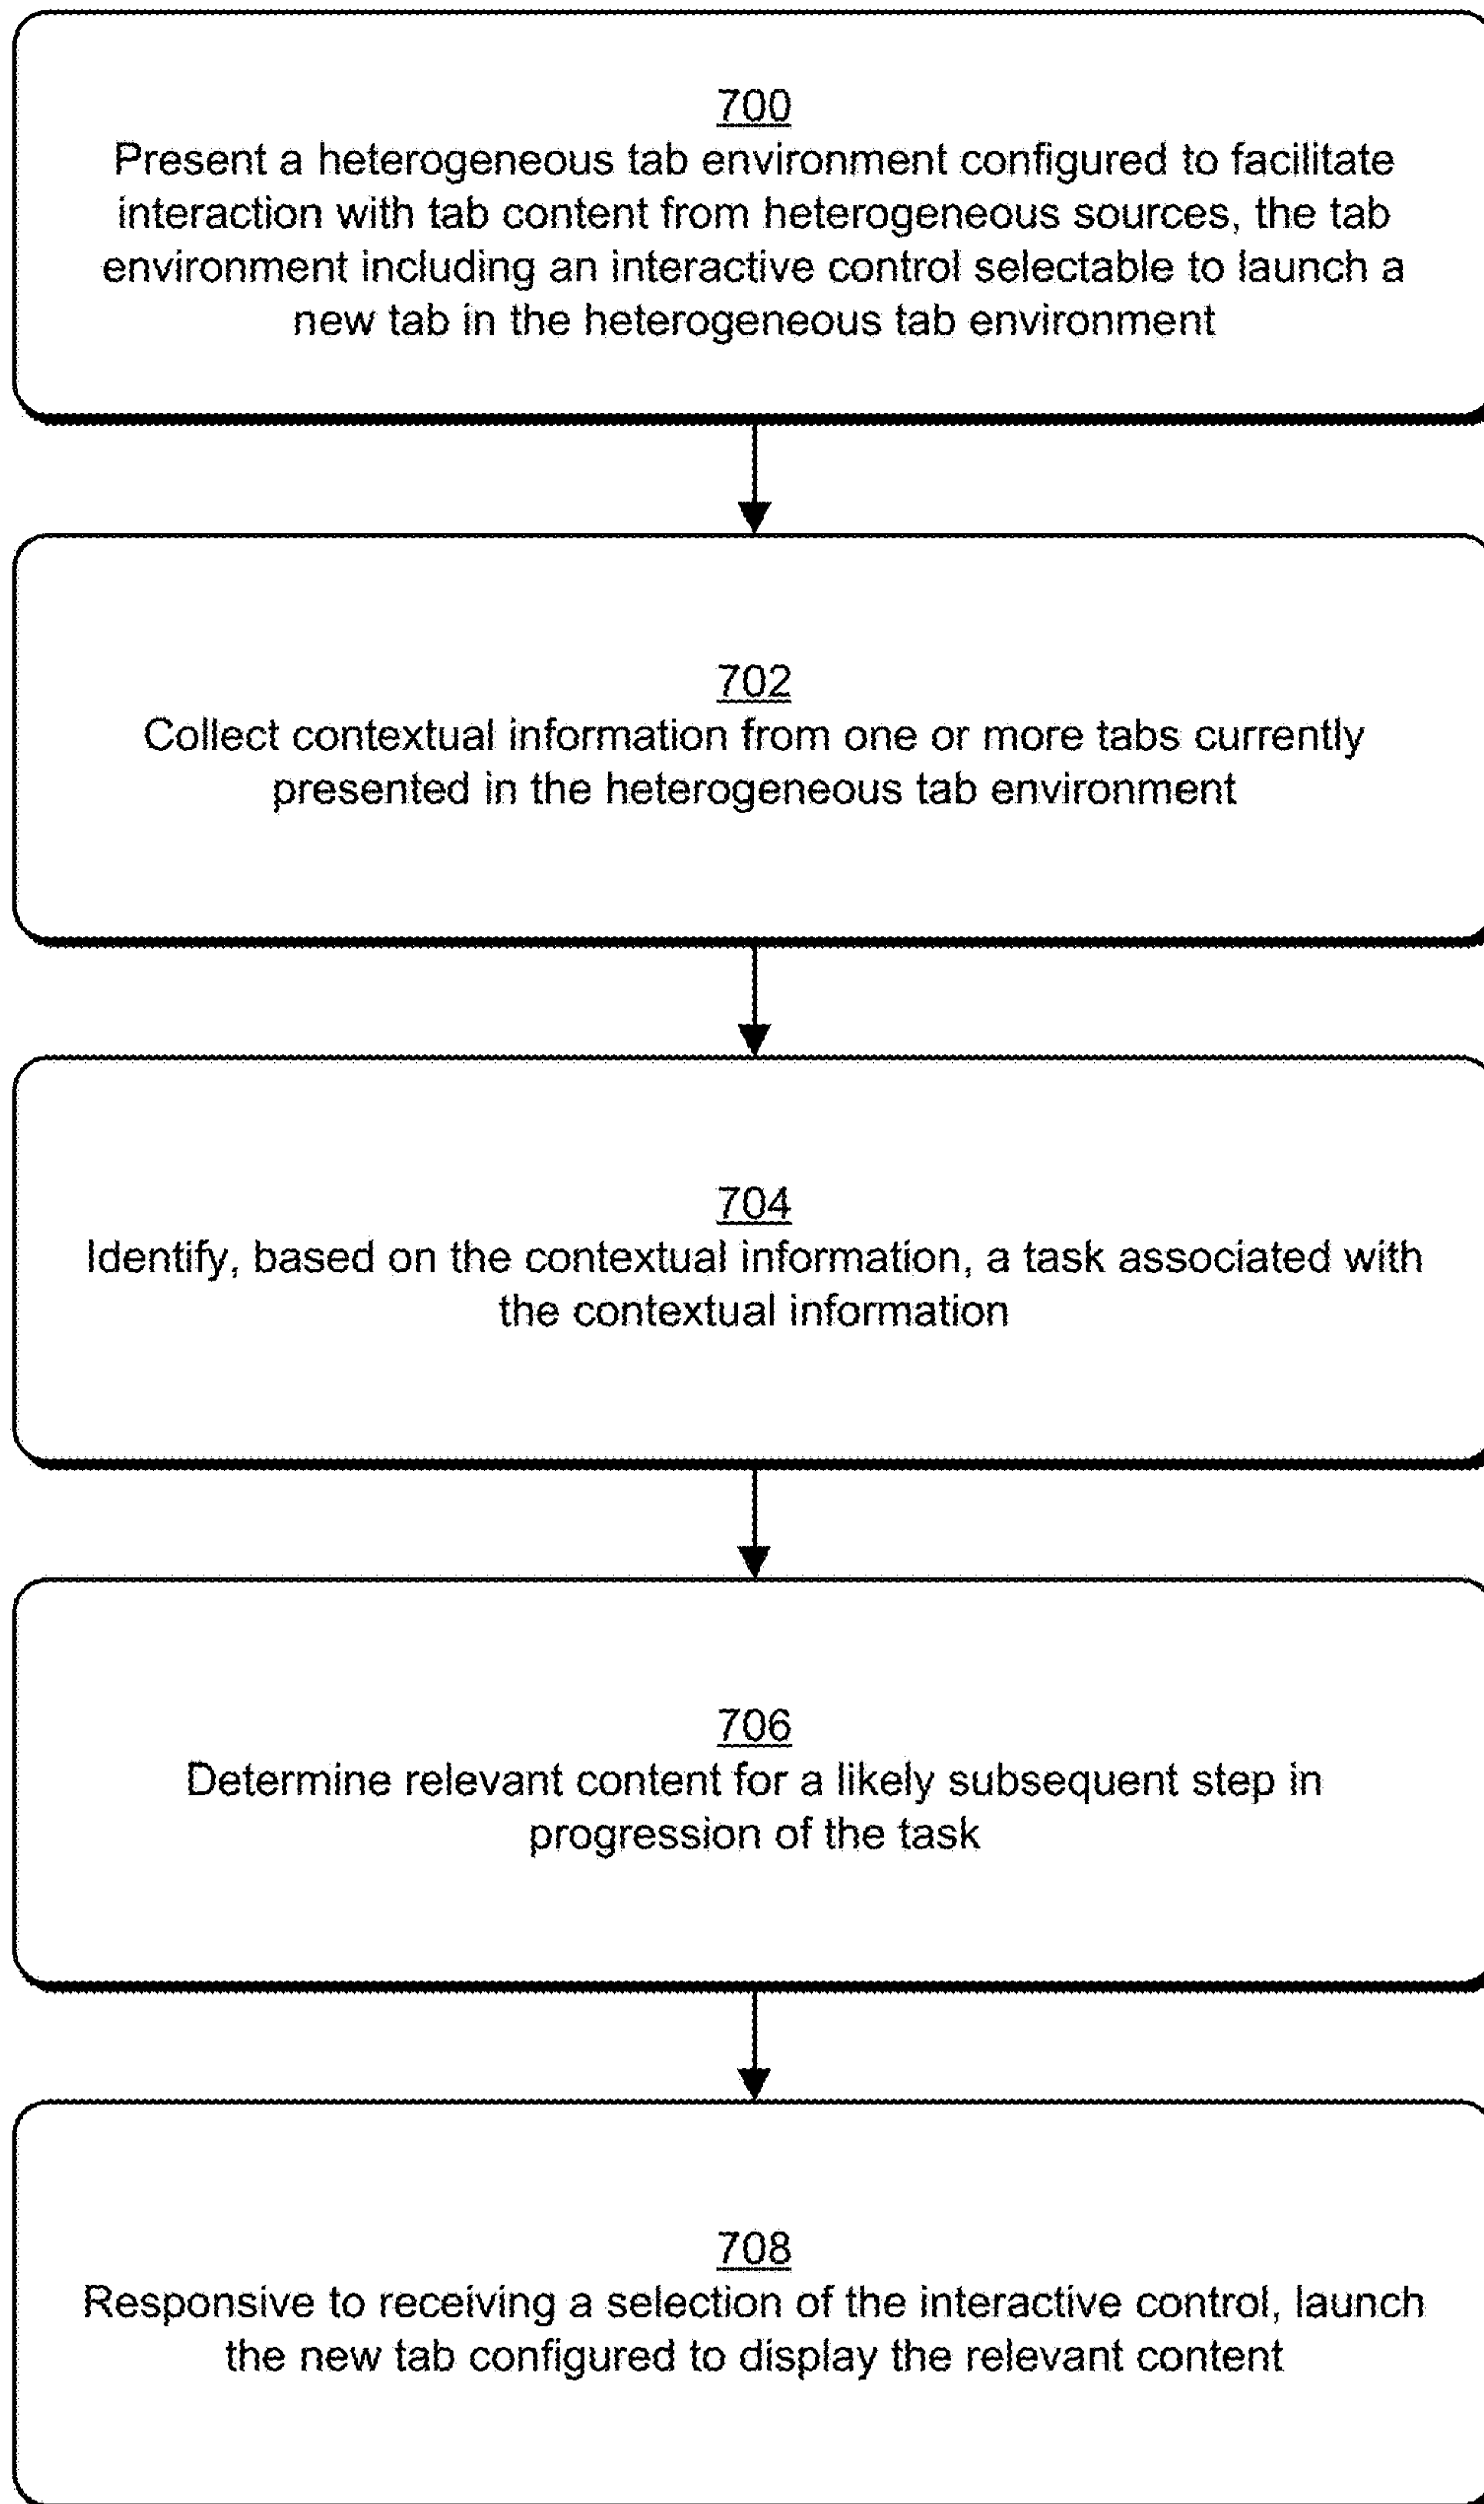 700
Present a heterogeneous tab environment configured to facilitate
interaction with tab content from heterogeneous sources, the tab
environment including an interactive control selectable to launch a
new tab in the heterogeneous tab environment
702
Collect contextual information from one or more tabs currently
presented in the heterogeneous tab environment
704
Identify, based on the contextual information, a task associated with
the contextual information
706
Determine relevant content for a likely subsequent step in
progression of the task
708
Responsive to receiving a selection of the interactive control, launch
the new tab configured to display the relevant content